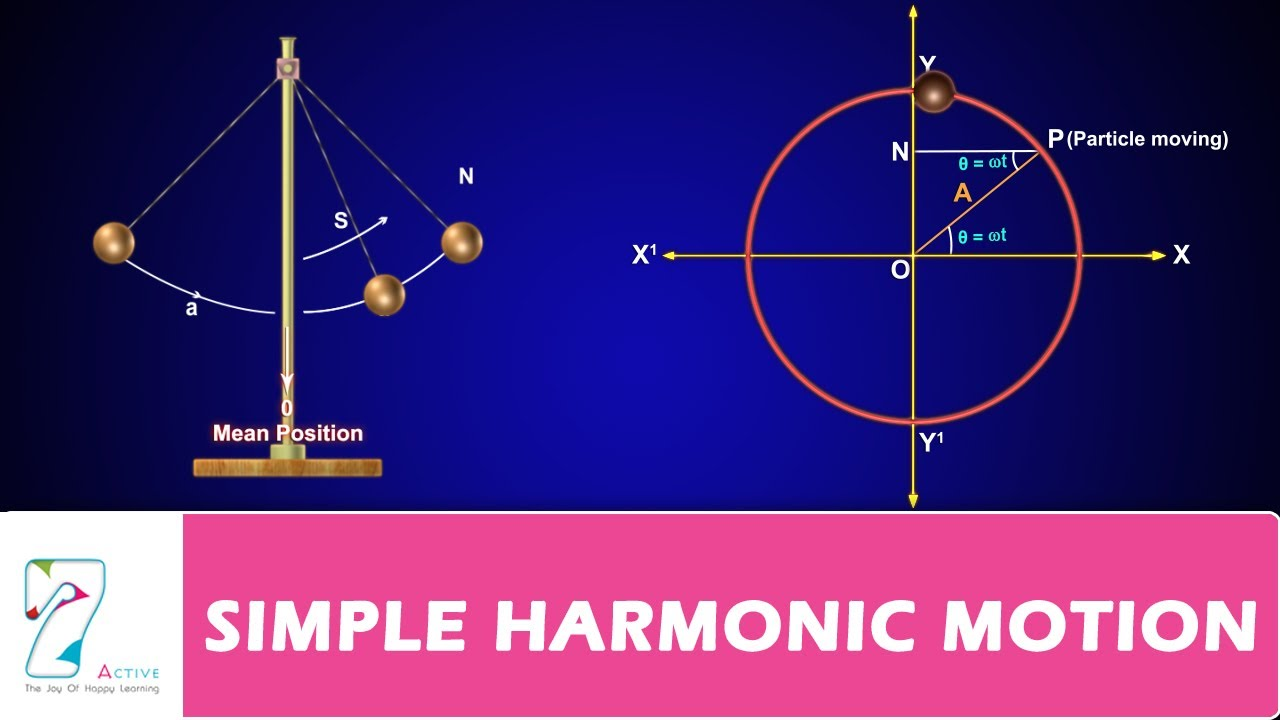 N
S
a
0
Mean Position
Y
N
P (Particle moving)
θ = ωt
A
θ = ωt
X¹
O
X
Y¹
SIMPLE HARMONIC MOTION
7
ACTIVE
The Joy Of Happy Learning